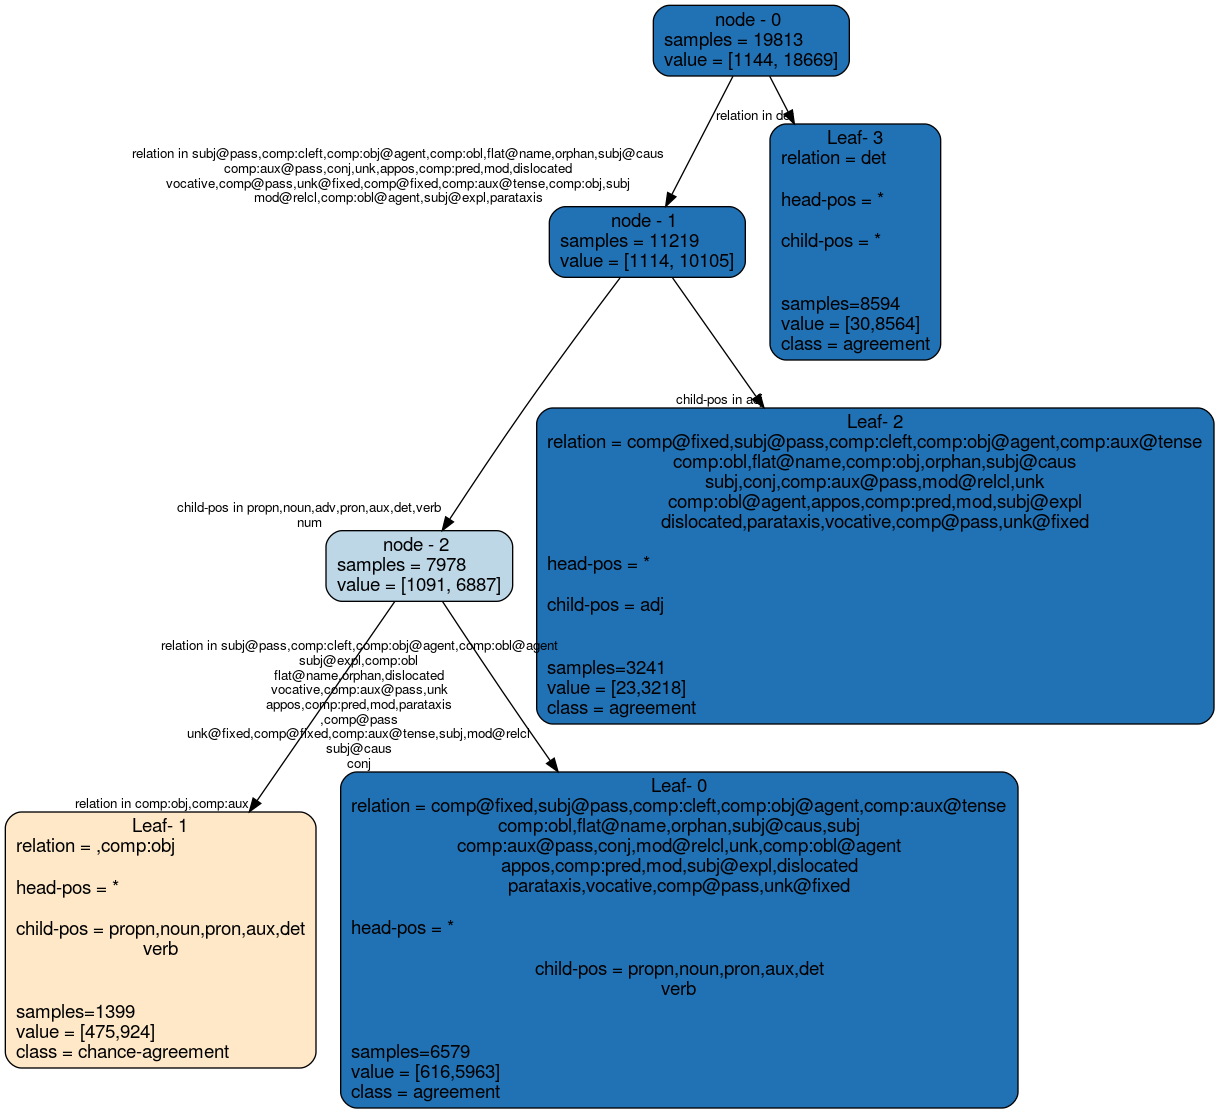 node - 0
samples = 19813
value = [1144, 18669]
relation in de
relation in subj@pass,comp:cleft,comp:obj@agent,comp:obl,flat@name,orphan,subj@caus
comp:aux@pass,conj,unk,appos,comp:pred,mod,dislocated
vocative,comp@pass,unk@fixed,comp@fixed,comp:aux@tense,comp:obj,subj
mod@relcl,comp:obl@agent,subj@expl,parataxis
Leaf- 3
relation = det
head-pos = *
child-pos = *
samples=8594
value = [30,8564]
class = agreement
node - 1
samples = 11219
value = [1114, 10105]
child-pos in adj
Leaf- 2
relation = comp@fixed,subj@pass,comp:cleft,comp:obj@agent,comp:aux@tense
comp:obl,flat@name,comp:obj,orphan,subj@caus
subj,conj,comp:aux@pass,mod@relcl,unk
comp:obl@agent,appos,comp:pred,mod,subj@expl
dislocated,parataxis,vocative,comp@pass,unk@fixed
head-pos = *
child-pos = adj
samples=3241
value = [23,3218]
class = agreement
child-pos in propn,noun,adv,pron,aux,det,verb
num
node - 2
samples = 7978
value = [1091, 6887]
relation in subj@pass,comp:cleft,comp:obj@agent,comp:obl@agent
subj@expl,comp:obl
flat@name,orphan,dislocated
vocative,comp:aux@pass,unk
appos,comp:pred,mod,parataxis
,comp@pass
unk@fixed,comp@fixed,comp:aux@tense,subj,mod@relcl
subj@caus
conj
relation in comp:obj,comp:aux
Leaf- 1
relation = ,comp:obj
head-pos = *
child-pos = propn,noun,pron,aux,det
verb
samples=1399
value = [475,924]
class = chance-agreement
Leaf- 0
relation = comp@fixed,subj@pass,comp:cleft,comp:obj@agent,comp:aux@tense
comp:obl,flat@name,orphan,subj@caus,subj
comp:aux@pass,conj,mod@relcl,unk,comp:obl@agent
appos,comp:pred,mod,subj@expl,dislocated
parataxis,vocative,comp@pass,unk@fixed
head-pos = *
child-pos = propn,noun,pron,aux,det
verb
samples=6579
value = [616,5963]
class = agreement